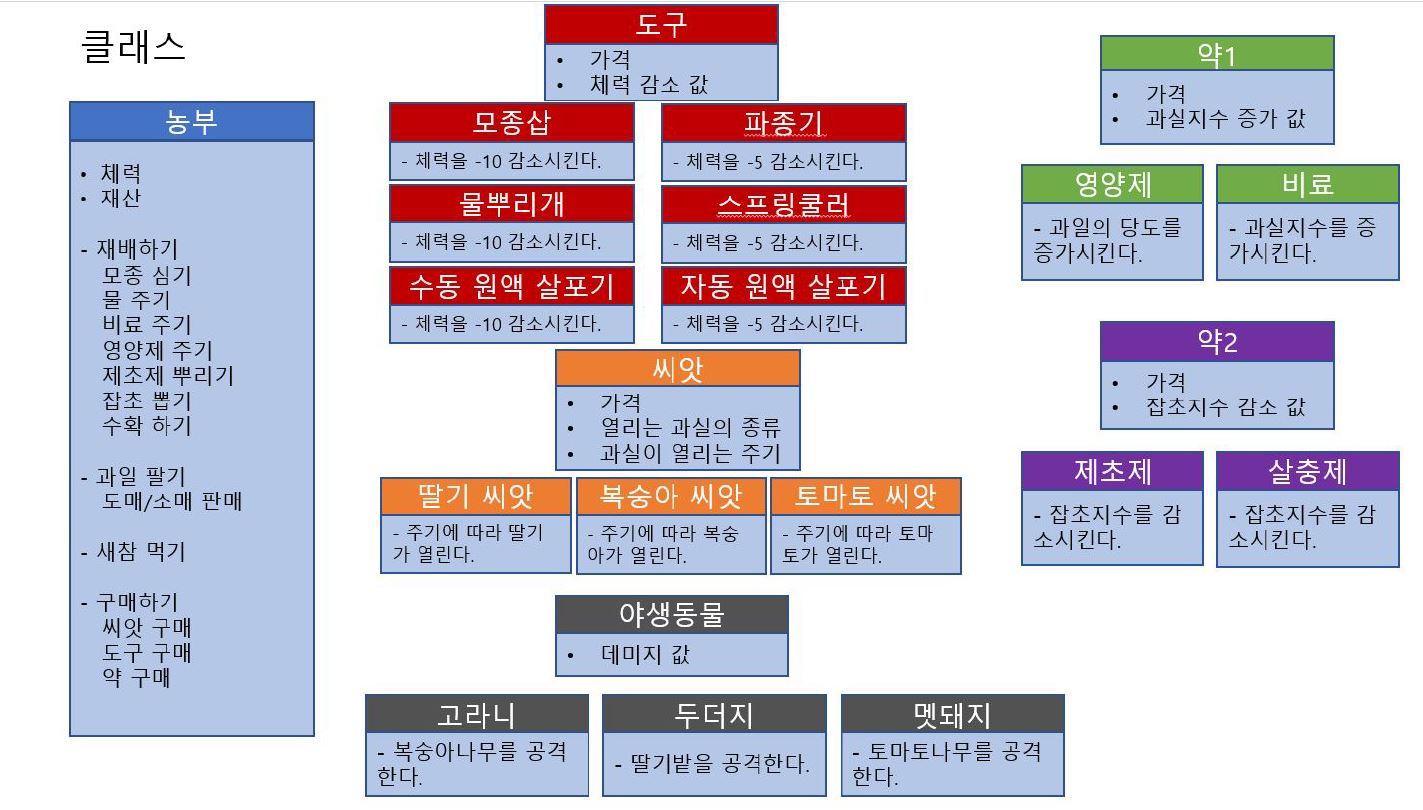 클래스
농부
• 체력
• 재산
- 재배하기
모종 심기
물 주기
비료 주기
영양제 주기
제초제 뿌리기
잡초 뽑기
수확 하기
- 과일 팔기
도매/소매 판매
- 새참 먹기
- 구매하기
씨앗 구매
도구 구매
약 구매
도구
• 가격
• 체력 감소 값
모종삽
- 체력을 -10 감소시킨다.
파종기
- 체력을 -5 감소시킨다.
물뿌리개
- 체력을 -10 감소시킨다.
스프링쿨러
- 체력을 -5 감소시킨다.
수동 원액 살포기
- 체력을 -10 감소시킨다.
자동 원액 살포기
- 체력을 -5 감소시킨다.
씨앗
• 가격
• 열리는 과실의 종류
• 과실이 열리는 주기
딸기 씨앗
- 주기에 따라 딸기
가 열린다.
복숭아 씨앗
- 주기에 따라 복숭
아가 열린다.
토마토 씨앗
- 주기에 따라 토마
토가 열린다.
야생동물
• 데미지 값
고라니
- 복숭아나무를 공격
한다.
두더지
- 딸기밭을 공격한다.
멧돼지
- 토마토나무를 공격
한다.
약1
• 가격
• 과실지수 증가 값
영양제
- 과일의 당도를
증가시킨다.
비료
- 과실지수를 증
가시킨다.
약2
• 가격
• 잡초지수 감소 값
제초제
- 잡초지수를 감
소시킨다.
살충제
- 잡초지수를 감
소시킨다.